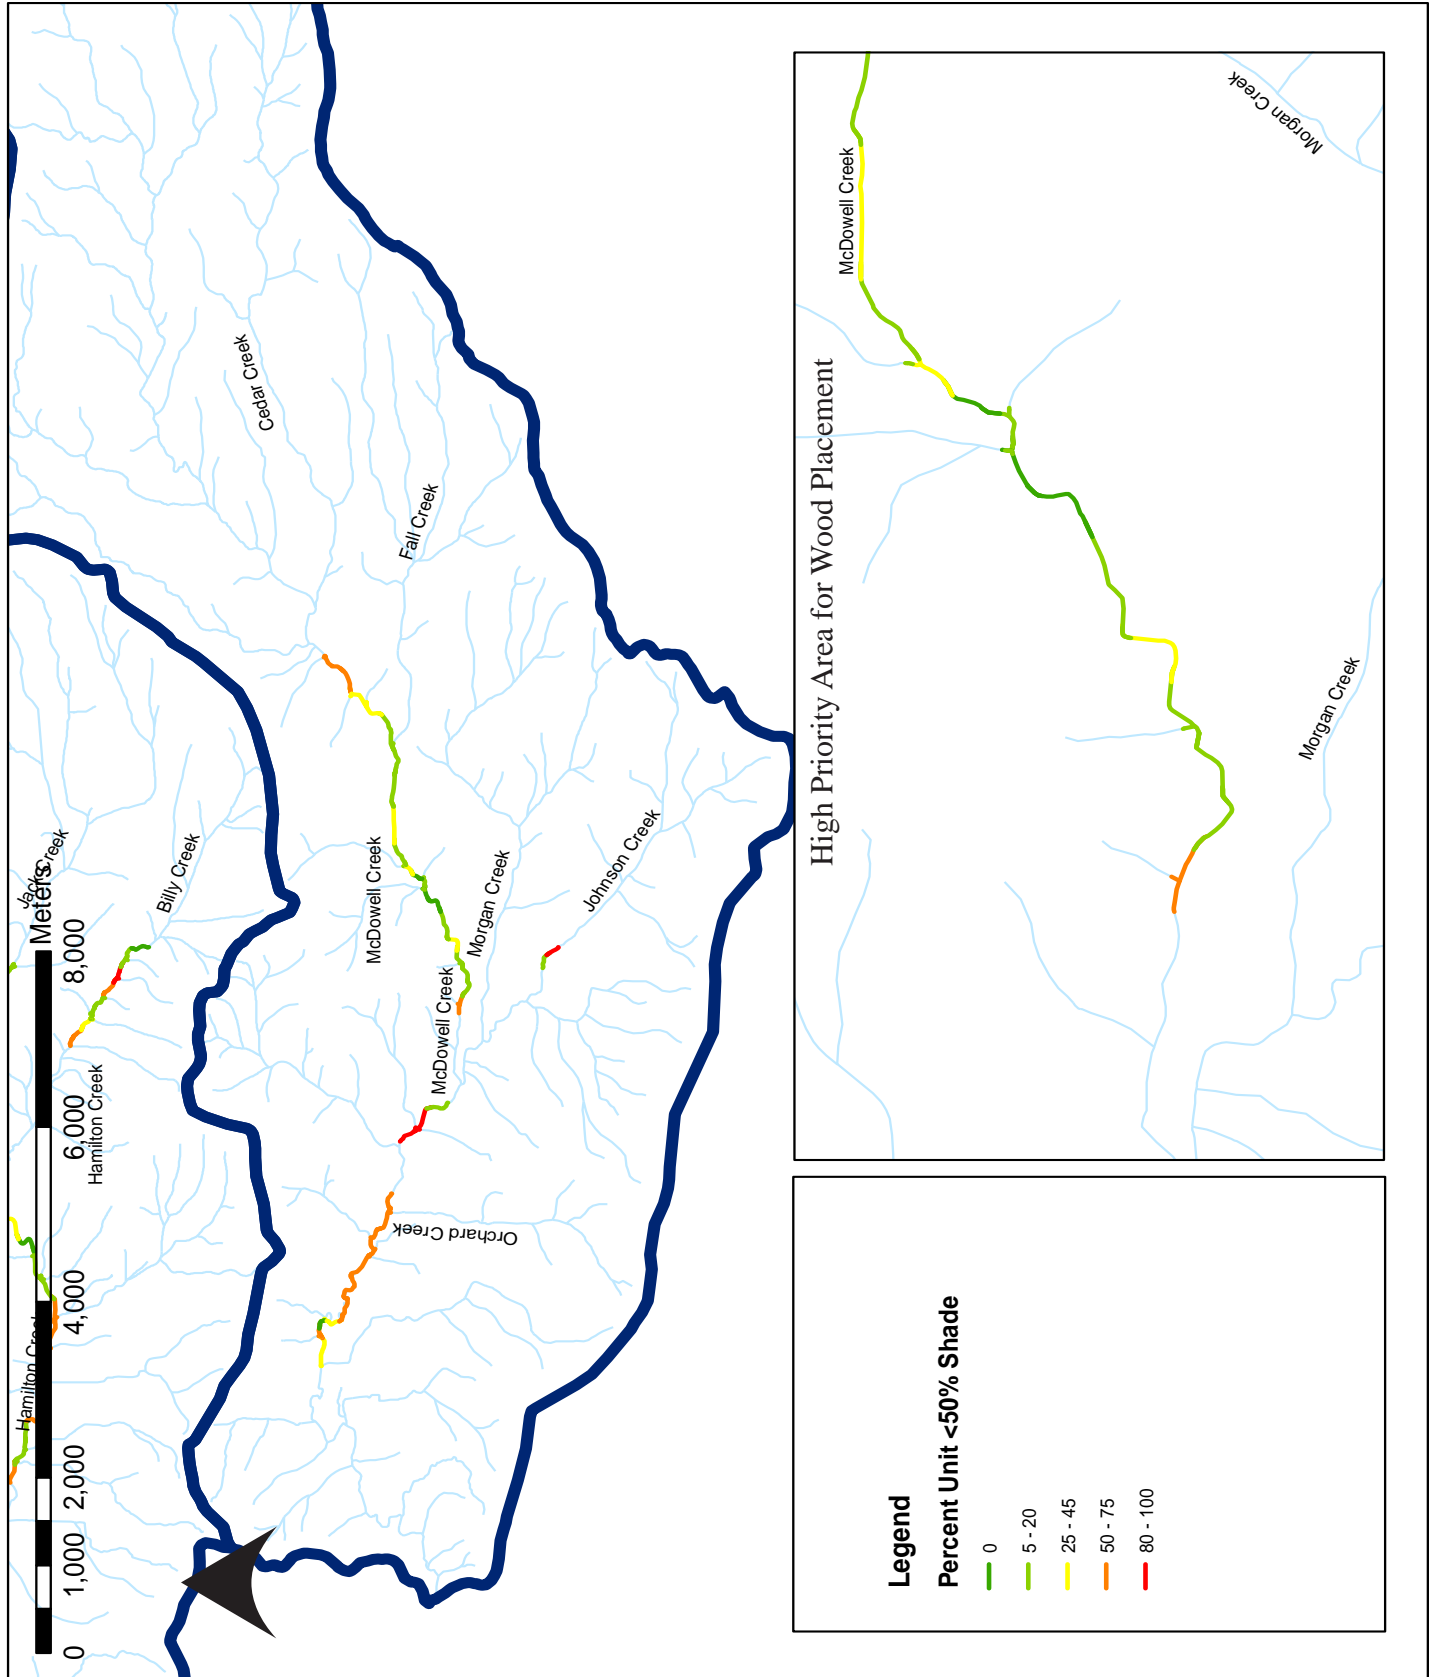 Jacks Creek
Meters
0
1,000
2,000
4,000
6,000
8,000
Hamilton Creek
Hamilton Creek
Billy Creek
Cedar Creek
Fall Creek
McDowell Creek
Morgan Creek
Johnson Creek
McDowell Creek
Orchard Creek
High Priority Area for Wood Placement
McDowell Creek
Morgan Creek
Morgan Creek
Legend
Percent Unit <50% Shade
0
5 - 20
25 - 45
50 - 75
80 - 100